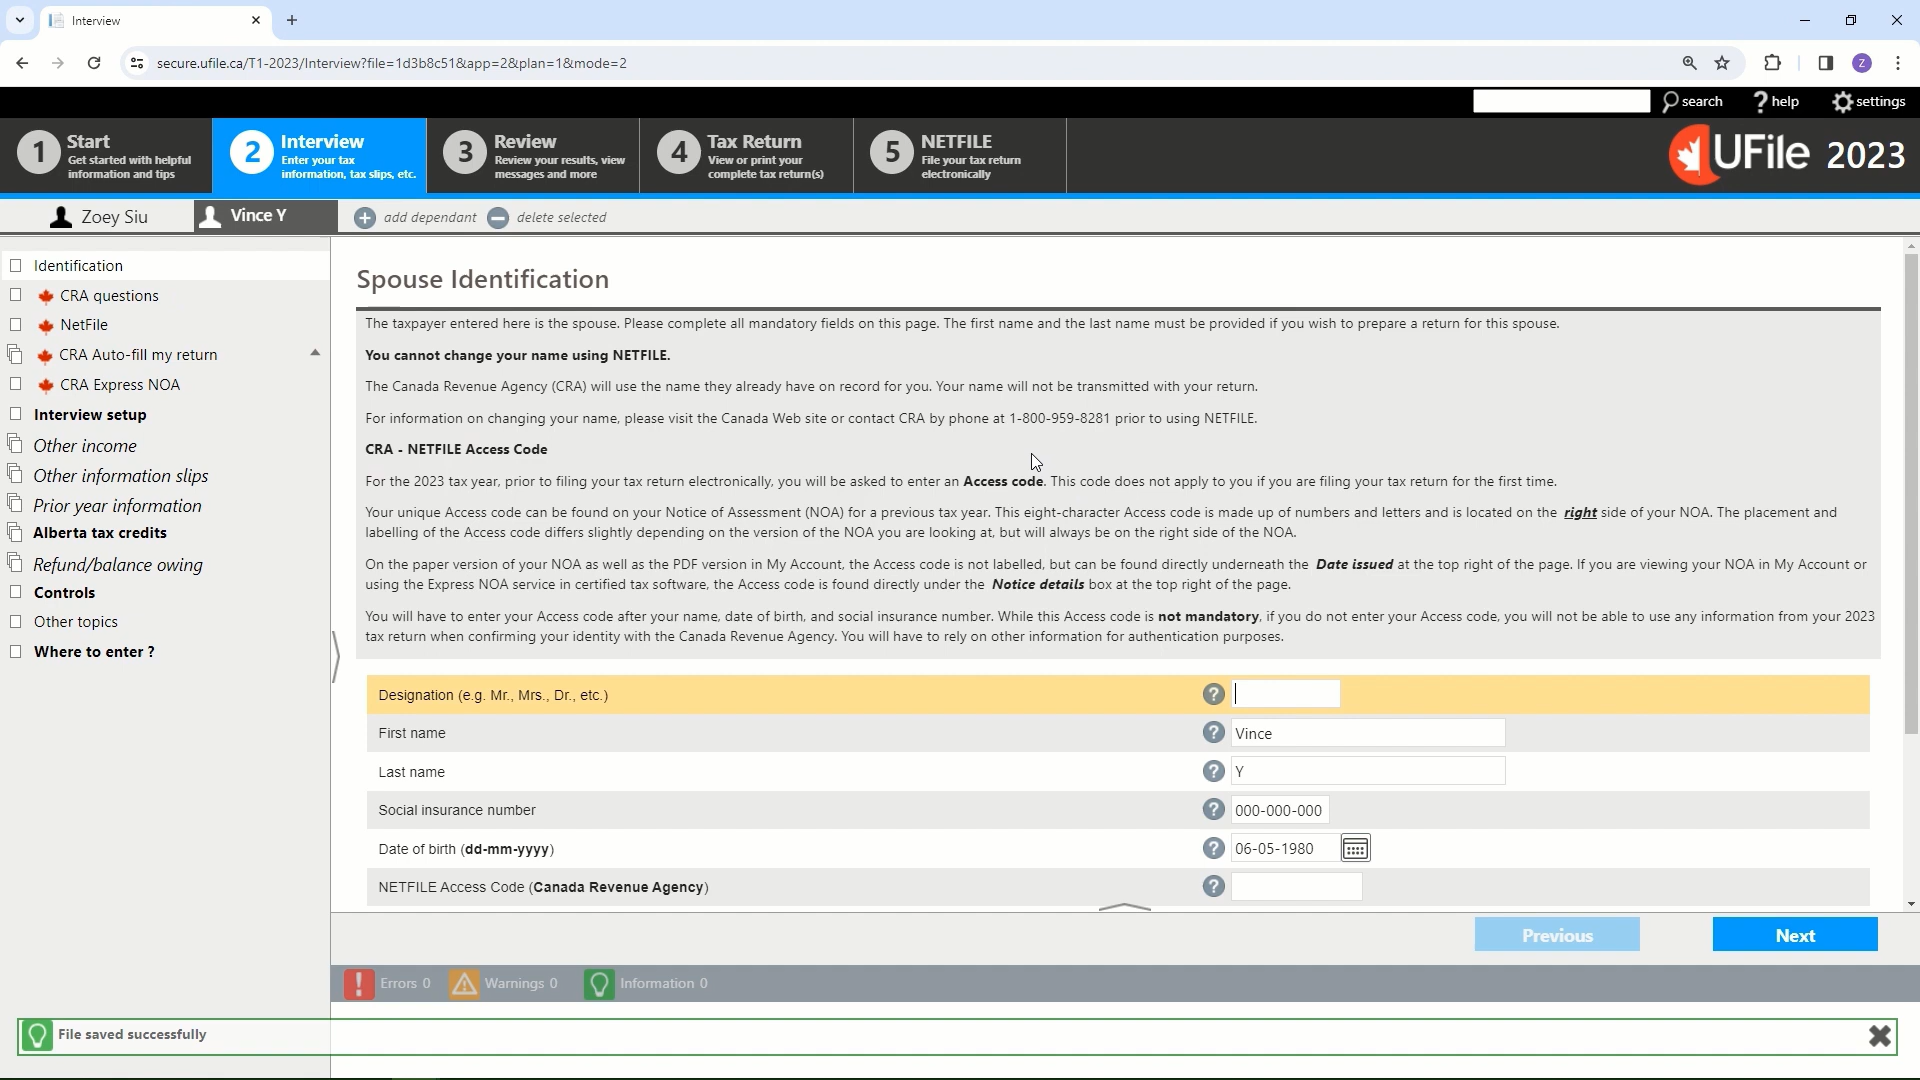 Interview
secure.ufile.ca/T1-2023/Interview?file=1d3b8c51&app=2&plan=1&mode=2
Z
search
? help
settings
1 Start
Get started with helpful
information and tips
2 Interview
Enter your tax
information, tax slips, etc.
3 Review
Review your results, view
messages and more
4 Tax Return
View or print your
complete tax return(s)
5 NETFILE
File your tax return
electronically
UFile 2023
Zoey Siu
Vince Y
add dependant
delete selected
Identification
CRA questions
NetFile
CRA Auto-fill my return
CRA Express NOA
Interview setup
Other income
Other information slips
Prior year information
Alberta tax credits
Refund/balance owing
Controls
Other topics
Where to enter ?
Spouse Identification
The taxpayer entered here is the spouse. Please complete all mandatory fields on this page. The first name and the last name must be provided if you wish to prepare a return for this spouse.
You cannot change your name using NETFILE.
The Canada Revenue Agency (CRA) will use the name they already have on record for you. Your name will not be transmitted with your return.
For information on changing your name, please visit the Canada Web site or contact CRA by phone at 1-800-959-8281 prior to using NETFILE.
CRA - NETFILE Access Code
For the 2023 tax year, prior to filing your tax return electronically, you will be asked to enter an Access code. This code does not apply to you if you are filing your tax return for the first time.
Your unique Access code can be found on your Notice of Assessment (NOA) for a previous tax year. This eight-character Access code is made up of numbers and letters and is located on the right side of your NOA. The placement and
labelling of the Access code differs slightly depending on the version of the NOA you are looking at, but will always be on the right side of the NOA.
On the paper version of your NOA as well as the PDF version in My Account, the Access code is not labelled, but can be found directly underneath the Date issued at the top right of the page. If you are viewing your NOA in My Account or
using the Express NOA service in certified tax software, the Access code is found directly under the Notice details box at the top right of the page.
You will have to enter your Access code after your name, date of birth, and social insurance number. While this Access code is not mandatory, if you do not enter your Access code, you will not be able to use any information from your 2023
tax return when confirming your identity with the Canada Revenue Agency. You will have to rely on other information for authentication purposes.
Designation (e.g. Mr., Mrs., Dr., etc.) ?
First name ? Vince
Last name ? Y
Social insurance number ? 000-000-000
Date of birth (dd-mm-yyyy) ? 06-05-1980
NETFILE Access Code (Canada Revenue Agency) ?
Previous
Next
! Errors 0
Warnings 0
Information 0
File saved successfully